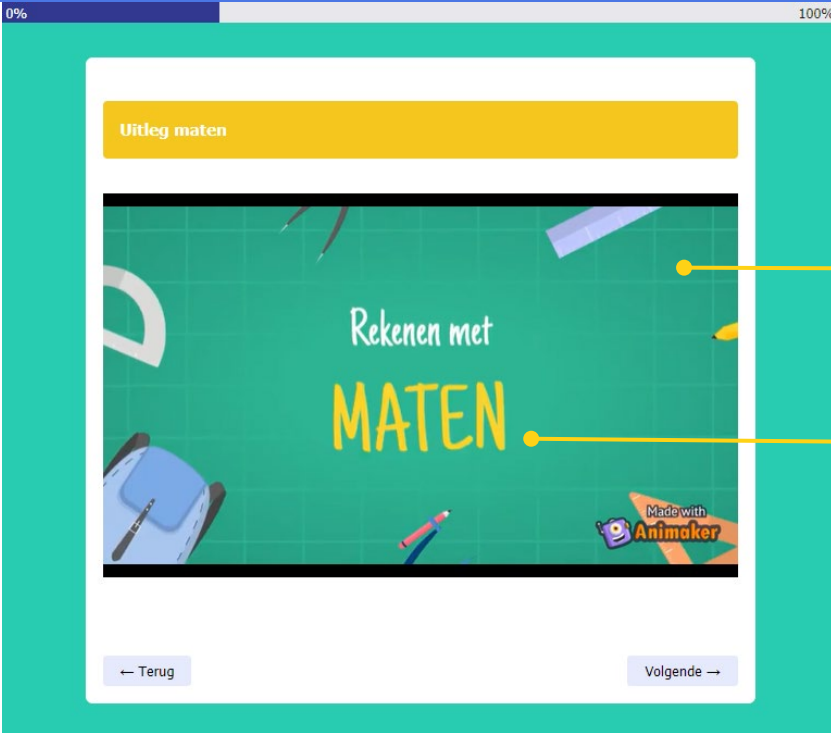 0% 100%
Uitleg maten
Rekenen met
MATEN
Made with
Animaker
← Terug Volgende →